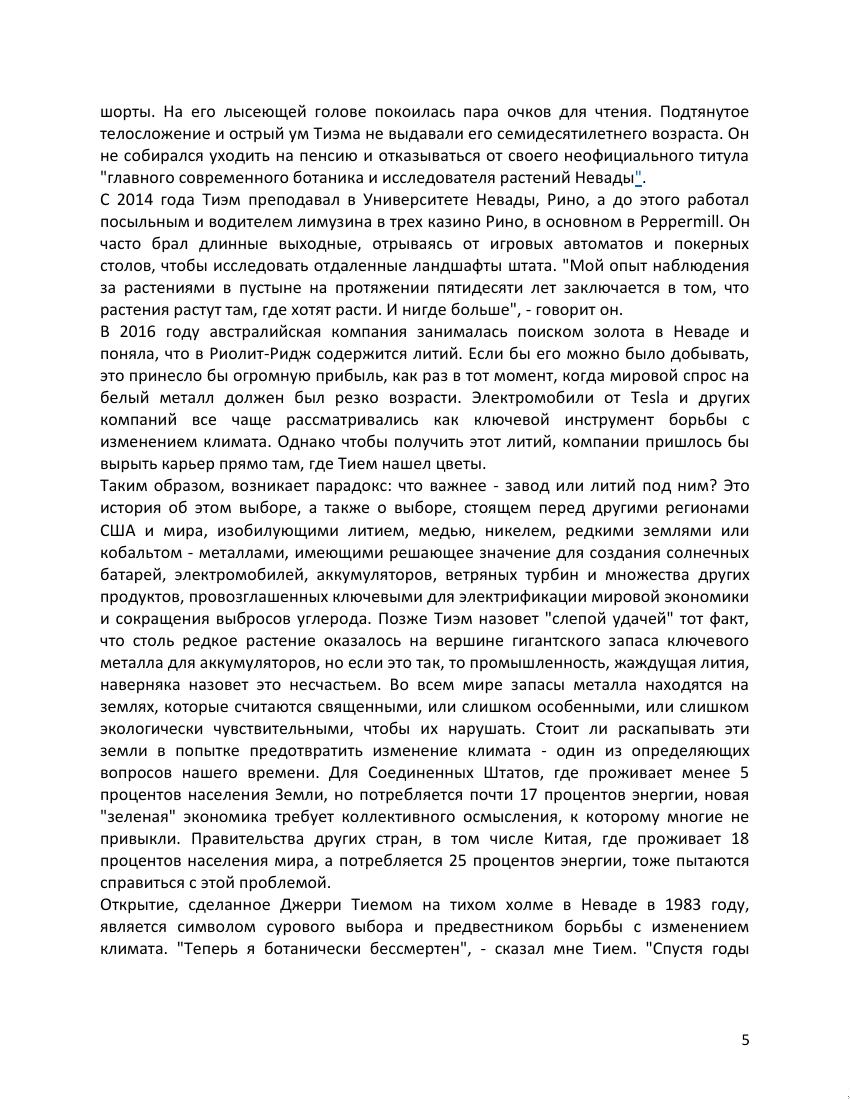 шорты. На его лысеющей голове покоилась пара очков для чтения. Подтянутое
телосложение и острый ум Тиэма не выдавали его семидесятилетнего возраста. Он
не собирался уходить на пенсию и отказываться от своего неофициального титула
"главного современного ботаника и исследователя растений Невады".
С 2014 года Тиэм преподавал в Университете Невады, Рино, а до этого работал
посыльным и водителем лимузина в трех казино Рино, в основном в Peppermill. Он
часто брал длинные выходные, отрываясь от игровых автоматов и покерных
столов, чтобы исследовать отдаленные ландшафты штата. "Мой опыт наблюдения
за растениями в пустыне на протяжении пятидесяти лет заключается в том, что
растения растут там, где хотят расти. И нигде больше", - говорит он.
В 2016 году австралийская компания занималась поиском золота в Неваде и
поняла, что в Риолит-Ридж содержится литий. Если бы его можно было добывать,
это принесло бы огромную прибыль, как раз в тот момент, когда мировой спрос на
белый металл должен был резко возрасти. Электромобили от Tesla и других
компаний все чаще рассматривались как ключевой инструмент борьбы с
изменением климата. Однако чтобы получить этот литий, компании пришлось бы
вырыть карьер прямо там, где Тием нашел цветы.
Таким образом, возникает парадокс: что важнее - завод или литий под ним? Это
история об этом выборе, а также о выборе, стоящем перед другими регионами
США и мира, изобилующими литием, медью, никелем, редкими землями или
кобальтом - металлами, имеющими решающее значение для создания солнечных
батарей, электромобилей, аккумуляторов, ветряных турбин и множества других
продуктов, провозглашенных ключевыми для электрификации мировой экономики
и сокращения выбросов углерода. Позже Тиэм назовет "слепой удачей" тот факт,
что столь редкое растение оказалось на вершине гигантского запаса ключевого
металла для аккумуляторов, но если это так, то промышленность, жаждущая лития,
наверняка назовет это несчастьем. Во всем мире запасы металла находятся на
землях, которые считаются священными, или слишком особенными, или слишком
экологически чувствительными, чтобы их нарушать. Стоит ли раскапывать эти
земли в попытке предотвратить изменение климата - один из определяющих
вопросов нашего времени. Для Соединенных Штатов, где проживает менее 5
процентов населения Земли, но потребляется почти 17 процентов энергии, новая
"зеленая" экономика требует коллективного осмысления, к которому многие не
привыкли. Правительства других стран, в том числе Китая, где проживает 18
процентов населения мира, а потребляется 25 процентов энергии, тоже пытаются
справиться с этой проблемой.
Открытие, сделанное Джерри Тиемом на тихом холме в Неваде в 1983 году,
является символом сурового выбора и предвестником борьбы с изменением
климата. "Теперь я ботанически бессмертен", - сказал мне Тием. "Спустя годы
5